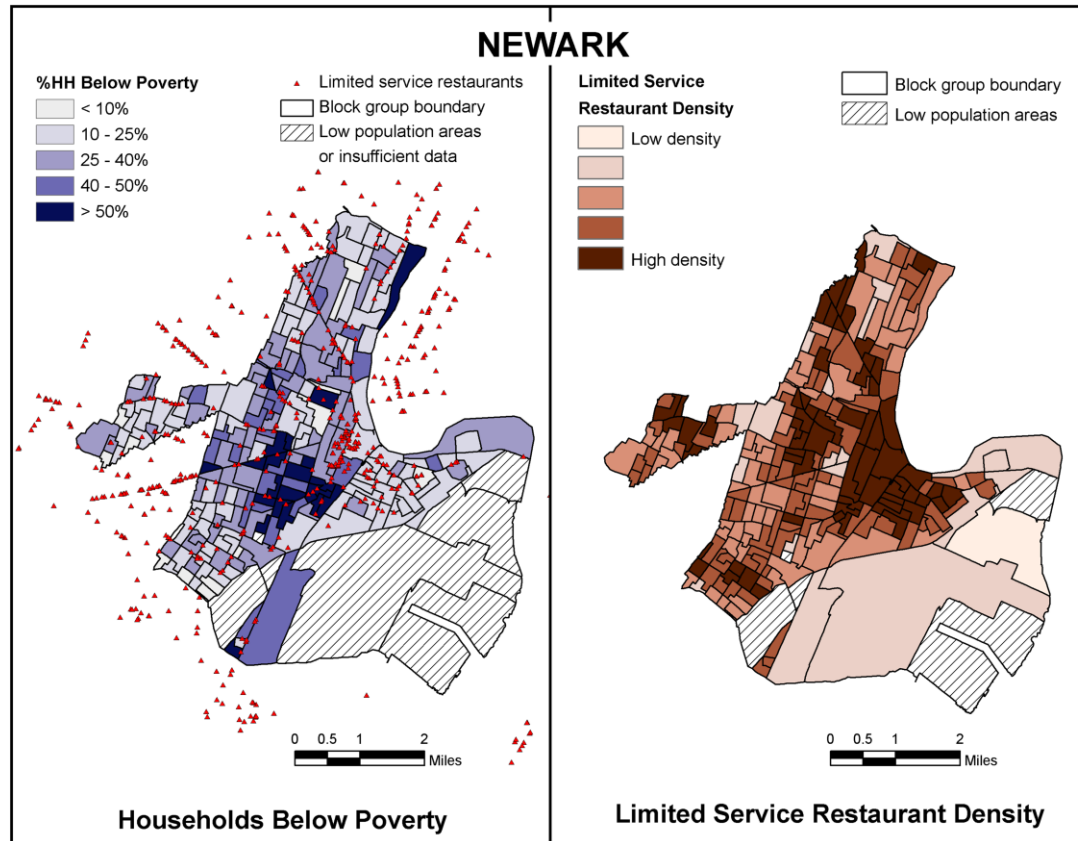 NEWARK
%HH Below Poverty
< 10%
10 - 25%
25 - 40%
40 - 50%
> 50%
Limited service restaurants
Block group boundary
Low population areas
or insufficient data
0 0.5 1 2
Miles
Households Below Poverty
Limited Service
Restaurant Density
Low density
High density
Block group boundary
Low population areas
0 0.5 1 2
Miles
Limited Service Restaurant Density